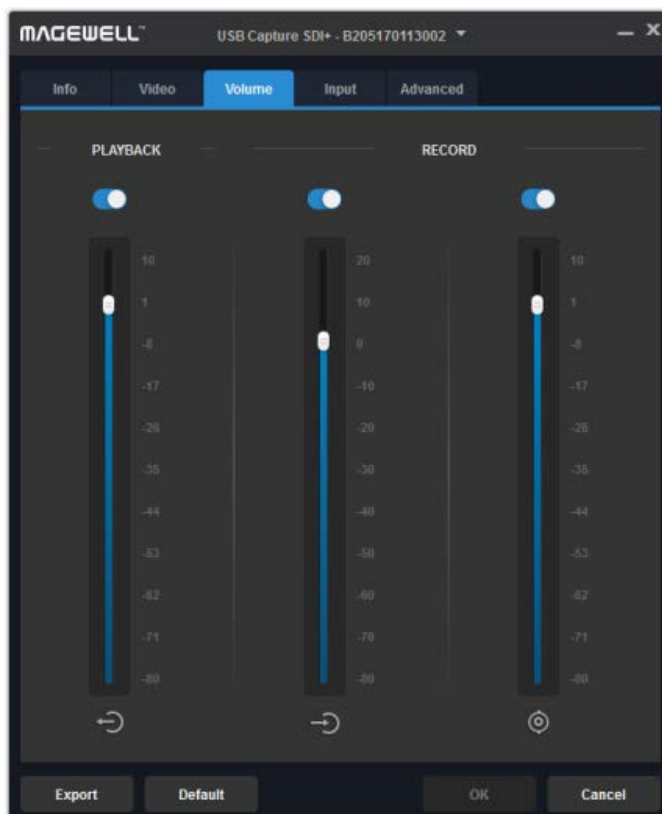 MAGEWELL™ USB Capture SDI+ - B205170113002
Info Video Volume Input Advanced
PLAYBACK RECORD
10 20 10
1 10 1
-8 0 -8
-17 -10 -17
-26 -20 -26
-35 -30 -35
-44 -40 -44
-53 -50 -53
-62 -60 -62
-71 -70 -71
-80 -80 -80
Export Default OK Cancel